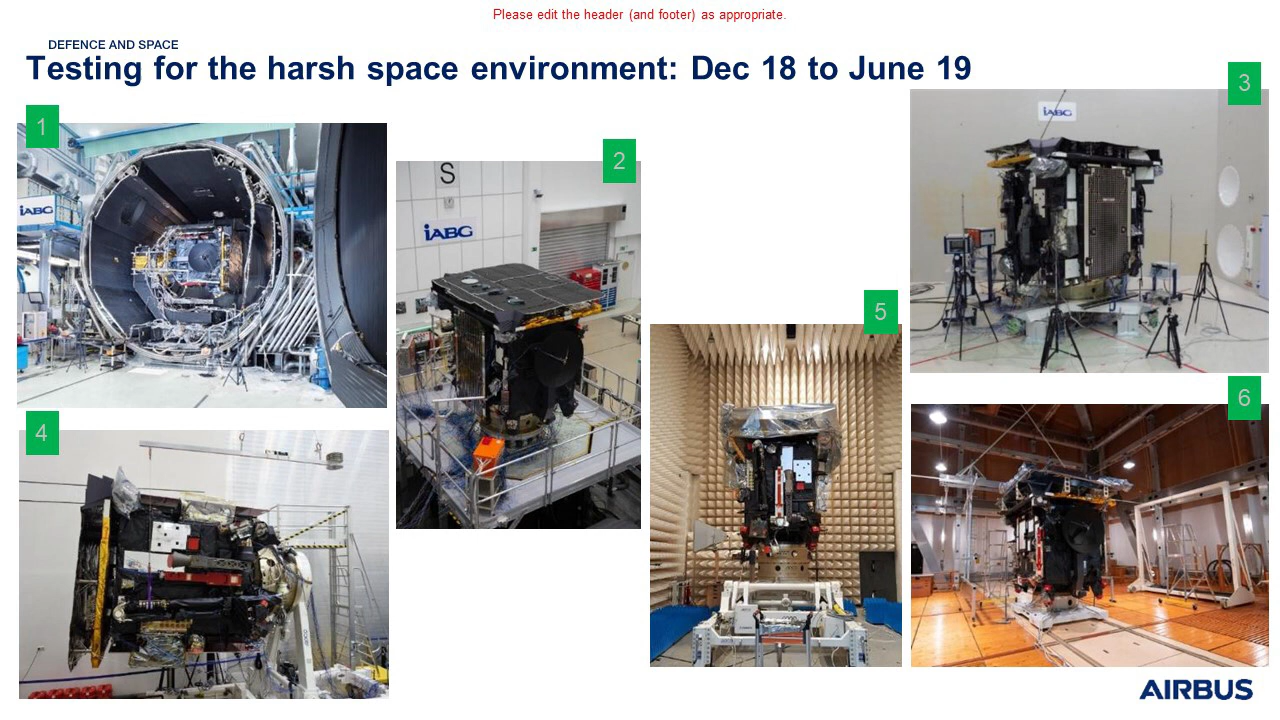 Please edit the header (and footer) as appropriate.
DEFENCE AND SPACE
Testing for the harsh space environment: Dec 18 to June 19
1
2
3
4
5
6
iABG
S
iABG
iABG
AIRBUS